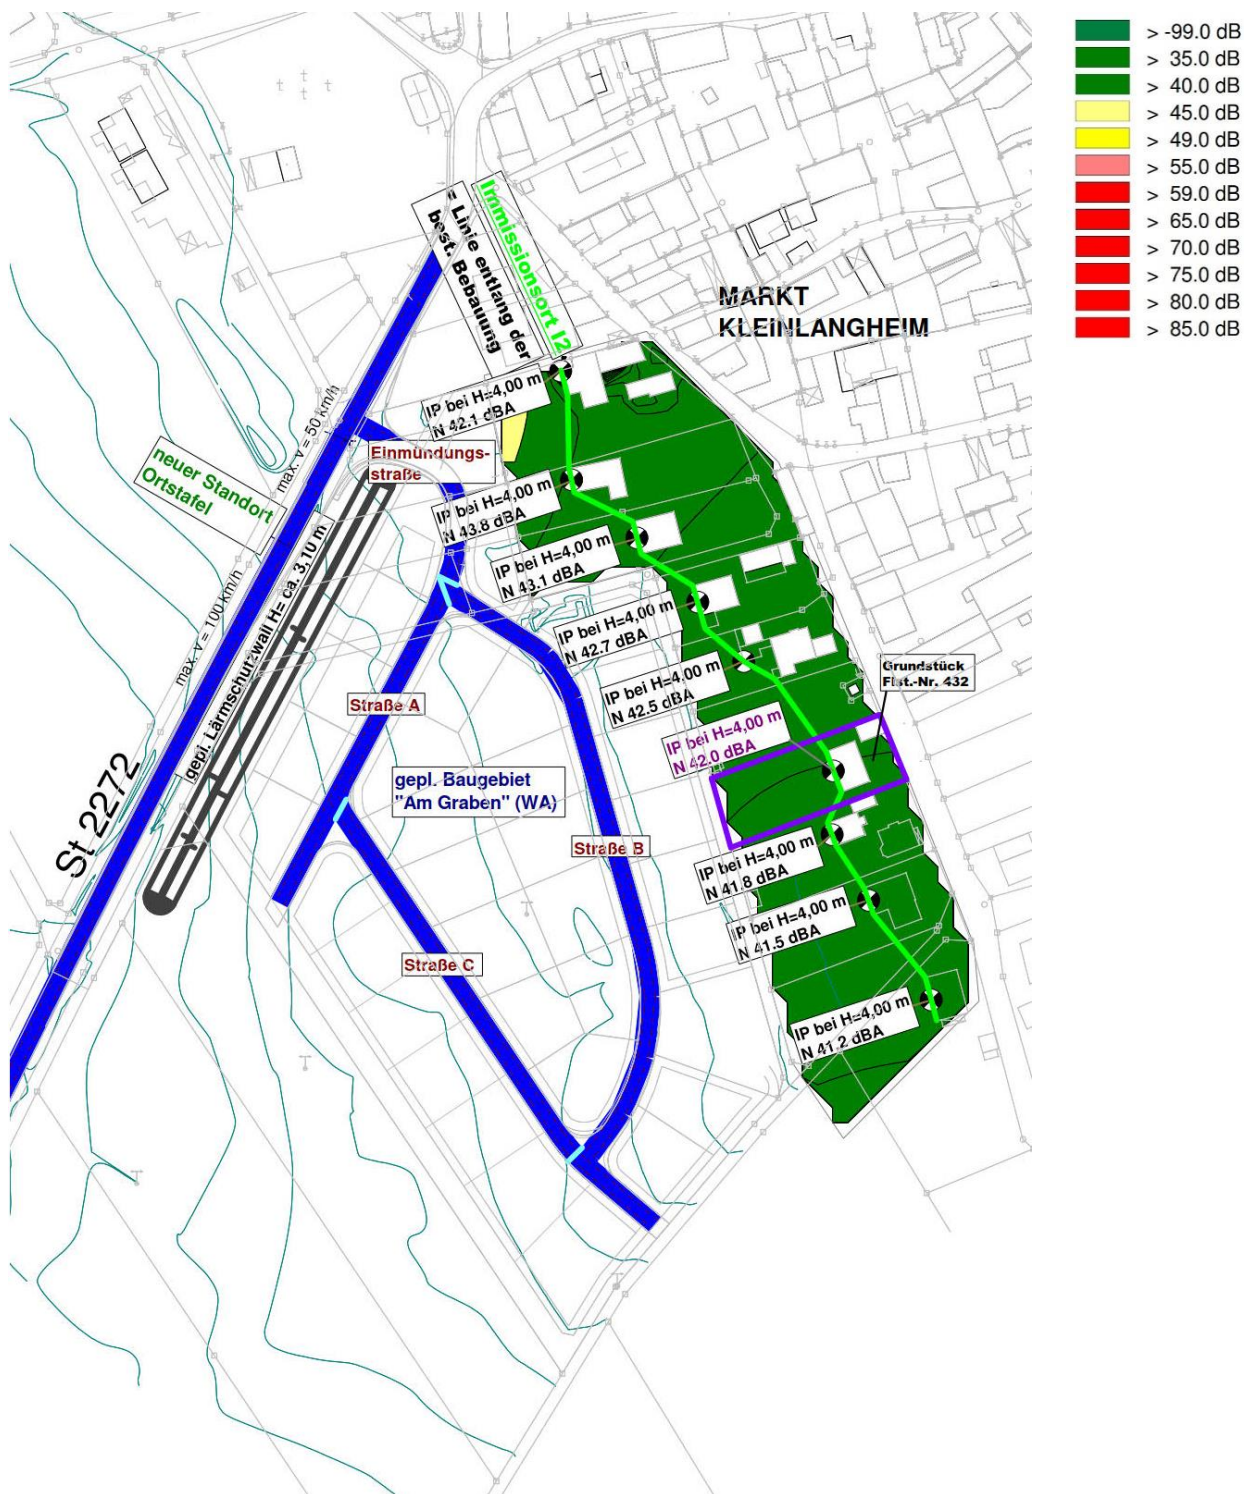 > -99.0 dB
> 35.0 dB
> 40.0 dB
> 45.0 dB
> 49.0 dB
> 55.0 dB
> 59.0 dB
> 65.0 dB
> 70.0 dB
> 75.0 dB
> 80.0 dB
> 85.0 dB
Immissionsort I2
= Linie entlang der
best. Bebauung
MARKT
KLEINLANGHEIM
IP bei H=4,00 m
N 42.1 dBA
max. v = 50 km/h
neuer Standort
Ortstafel
Einmündungs-
straße
IP bei H=4,00 m
N 43.8 dBA
IP bei H=4,00 m
N 43.1 dBA
max. v = 100 km/h
gepl. Lärmschutzwall H= ca. 3,10 m
IP bei H=4,00 m
N 42.7 dBA
IP bei H=4,00 m
N 42.5 dBA
Grundstück
Flst.-Nr. 432
Straße A
IP bei H=4,00 m
N 42.0 dBA
St 2272
gepl. Baugebiet
"Am Graben" (WA)
Straße B
IP bei H=4,00 m
N 41.8 dBA
IP bei H=4,00 m
N 41.5 dBA
Straße C
IP bei H=4,00 m
N 41.2 dBA